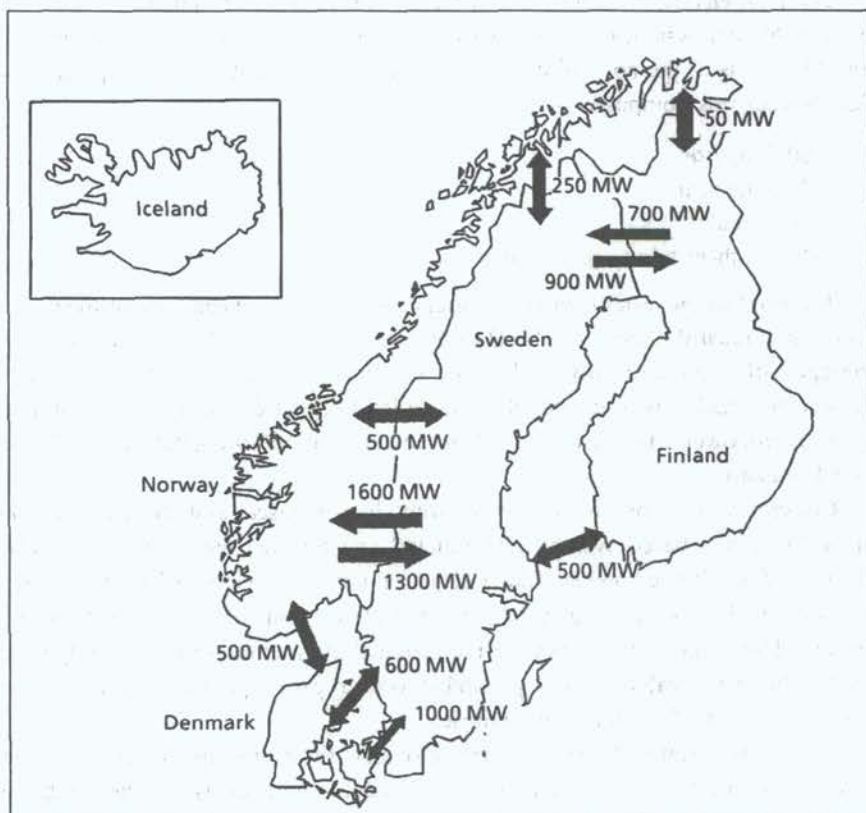 50 MW
Iceland
250 MW
700 MW
900 MW
Sweden
500 MW
Finland
Norway
1600 MW
1300 MW
500 MW
500 MW
600 MW
Denmark
1000 MW